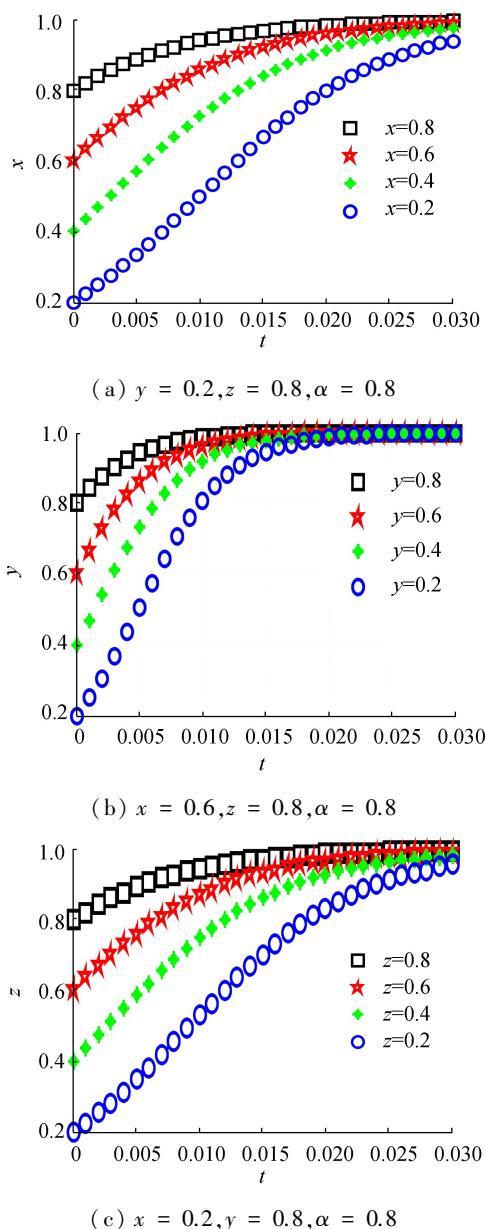 1.0
0.8
0.6
0.4
0.2
x
0
0.005
0.010
0.015
0.020
0.025
0.030
t
x=0.8
x=0.6
x=0.4
x=0.2
(a) y = 0.2,z = 0.8,α = 0.8
1.0
0.8
0.6
0.4
0.2
y
0
0.005
0.010
0.015
0.020
0.025
0.030
t
y=0.8
y=0.6
y=0.4
y=0.2
(b) x = 0.6,z = 0.8,α = 0.8
1.0
0.8
0.6
0.4
0.2
z
0
0.005
0.010
0.015
0.020
0.025
0.030
t
z=0.8
z=0.6
z=0.4
z=0.2
(c) x = 0.2,y = 0.8,α = 0.8